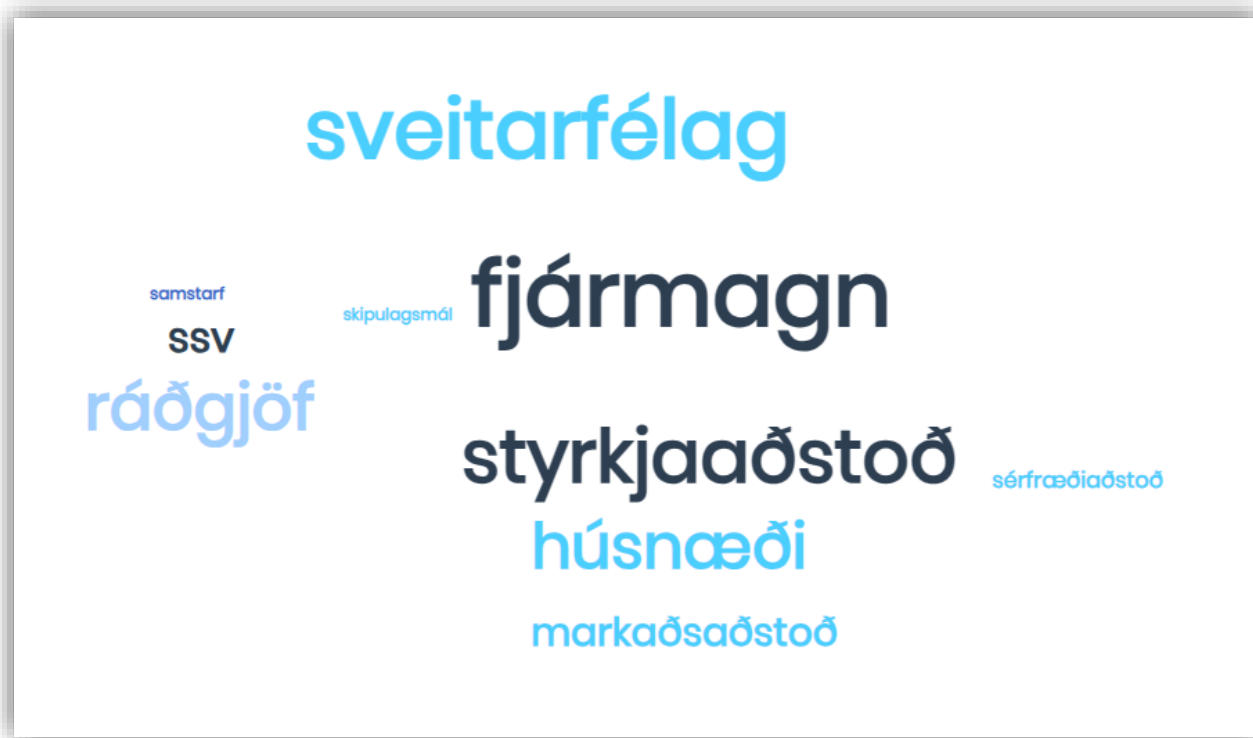 sveitarfélag
fjármagn
samstarf
skipulagsmál
ssv
ráðgjöf
styrkjaaðstoð
sérfræðiaðstoð
húsnæði
markaðsaðstoð